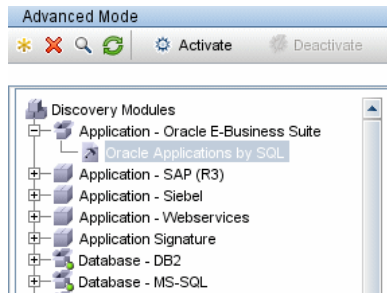 Advanced Mode
Activate Deactivate
Discovery Modules
Application - Oracle E-Business Suite
Oracle Applications by SQL
Application - SAP (R3)
Application - Siebel
Application - Webservices
Application Signature
Database - DB2
Database - MS-SQL